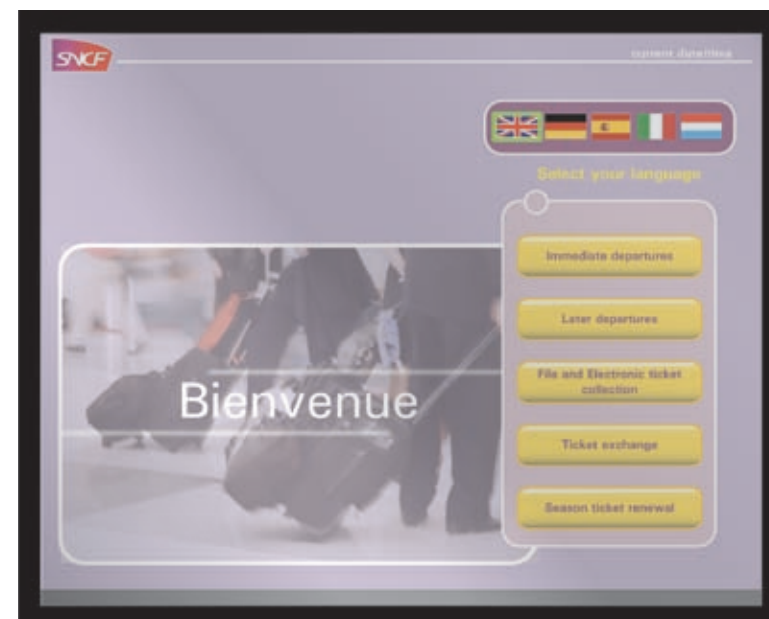 SNCF
current date/time
Select your language
Immediate departures
Later departures
File and Electronic ticket
collection
Bienvenue
Ticket exchange
Season ticket renewal